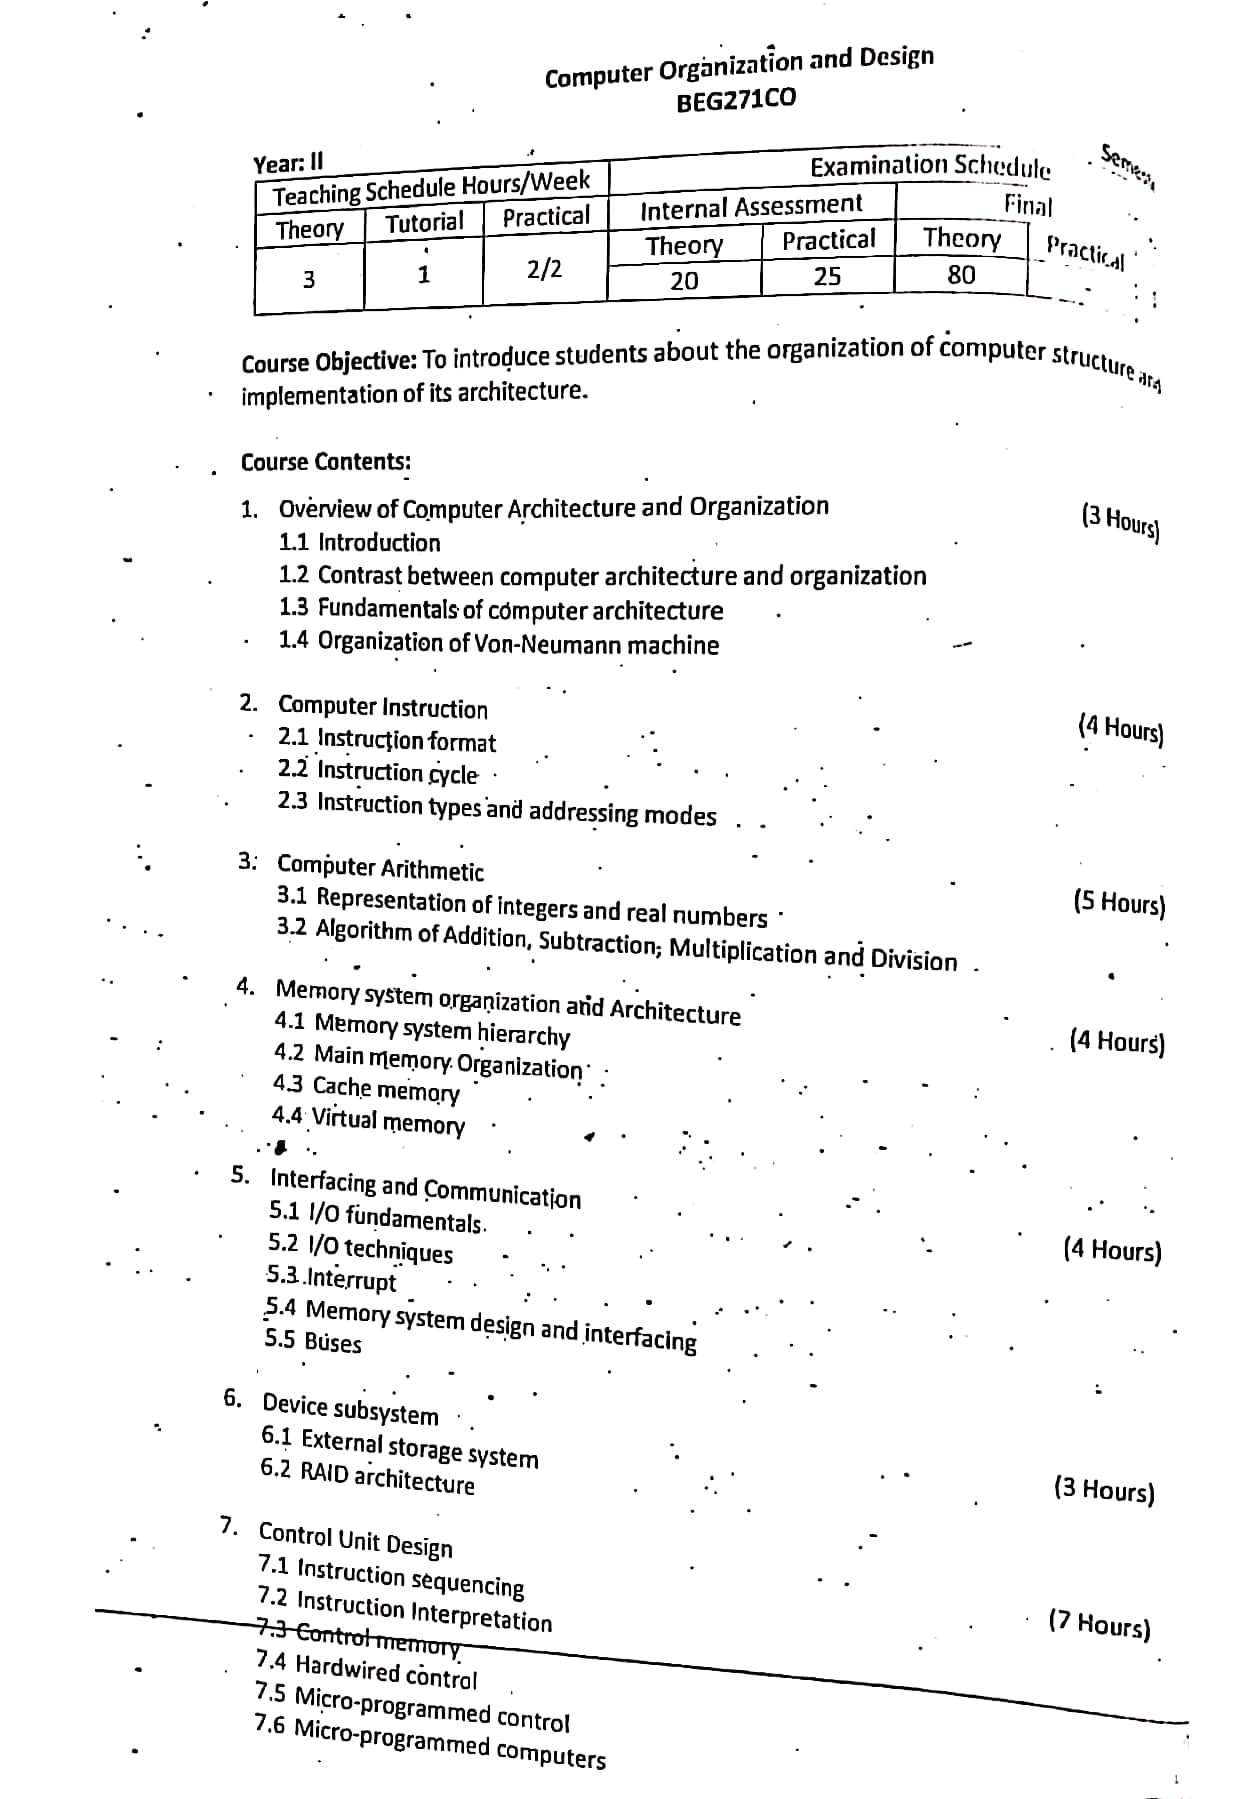 Computer Organization and Design
BEG271CO
Year: II
Teaching Schedule Hours/Week Examination Schedule
Theory Tutorial Practical Internal Assessment Final
Theory Practical Theory Practical
3 1 2/2 20 25 80
Course Objective: To introduce students about the organization of computer structure
implementation of its architecture.
Course Contents:
1. Overview of Computer Architecture and Organization (3 Hours)
1.1 Introduction
1.2 Contrast between computer architecture and organization
1.3 Fundamentals of computer architecture
1.4 Organization of Von-Neumann machine
2. Computer Instruction (4 Hours)
2.1 Instruction format
2.2 Instruction cycle
2.3 Instruction types and addressing modes
3. Computer Arithmetic (5 Hours)
3.1 Representation of integers and real numbers
3.2 Algorithm of Addition, Subtraction, Multiplication and Division
4. Memory system organization and Architecture (4 Hours)
4.1 Memory system hierarchy
4.2 Main memory Organization
4.3 Cache memory
4.4 Virtual memory
5. Interfacing and Communication (4 Hours)
5.1 I/O fundamentals
5.2 I/O techniques
5.3 Interrupt
5.4 Memory system design and interfacing
5.5 Buses
6. Device subsystem (3 Hours)
6.1 External storage system
6.2 RAID architecture
7. Control Unit Design (7 Hours)
7.1 Instruction sequencing
7.2 Instruction Interpretation
7.3 Control memory
7.4 Hardwired control
7.5 Micro-programmed control
7.6 Micro-programmed computers
1